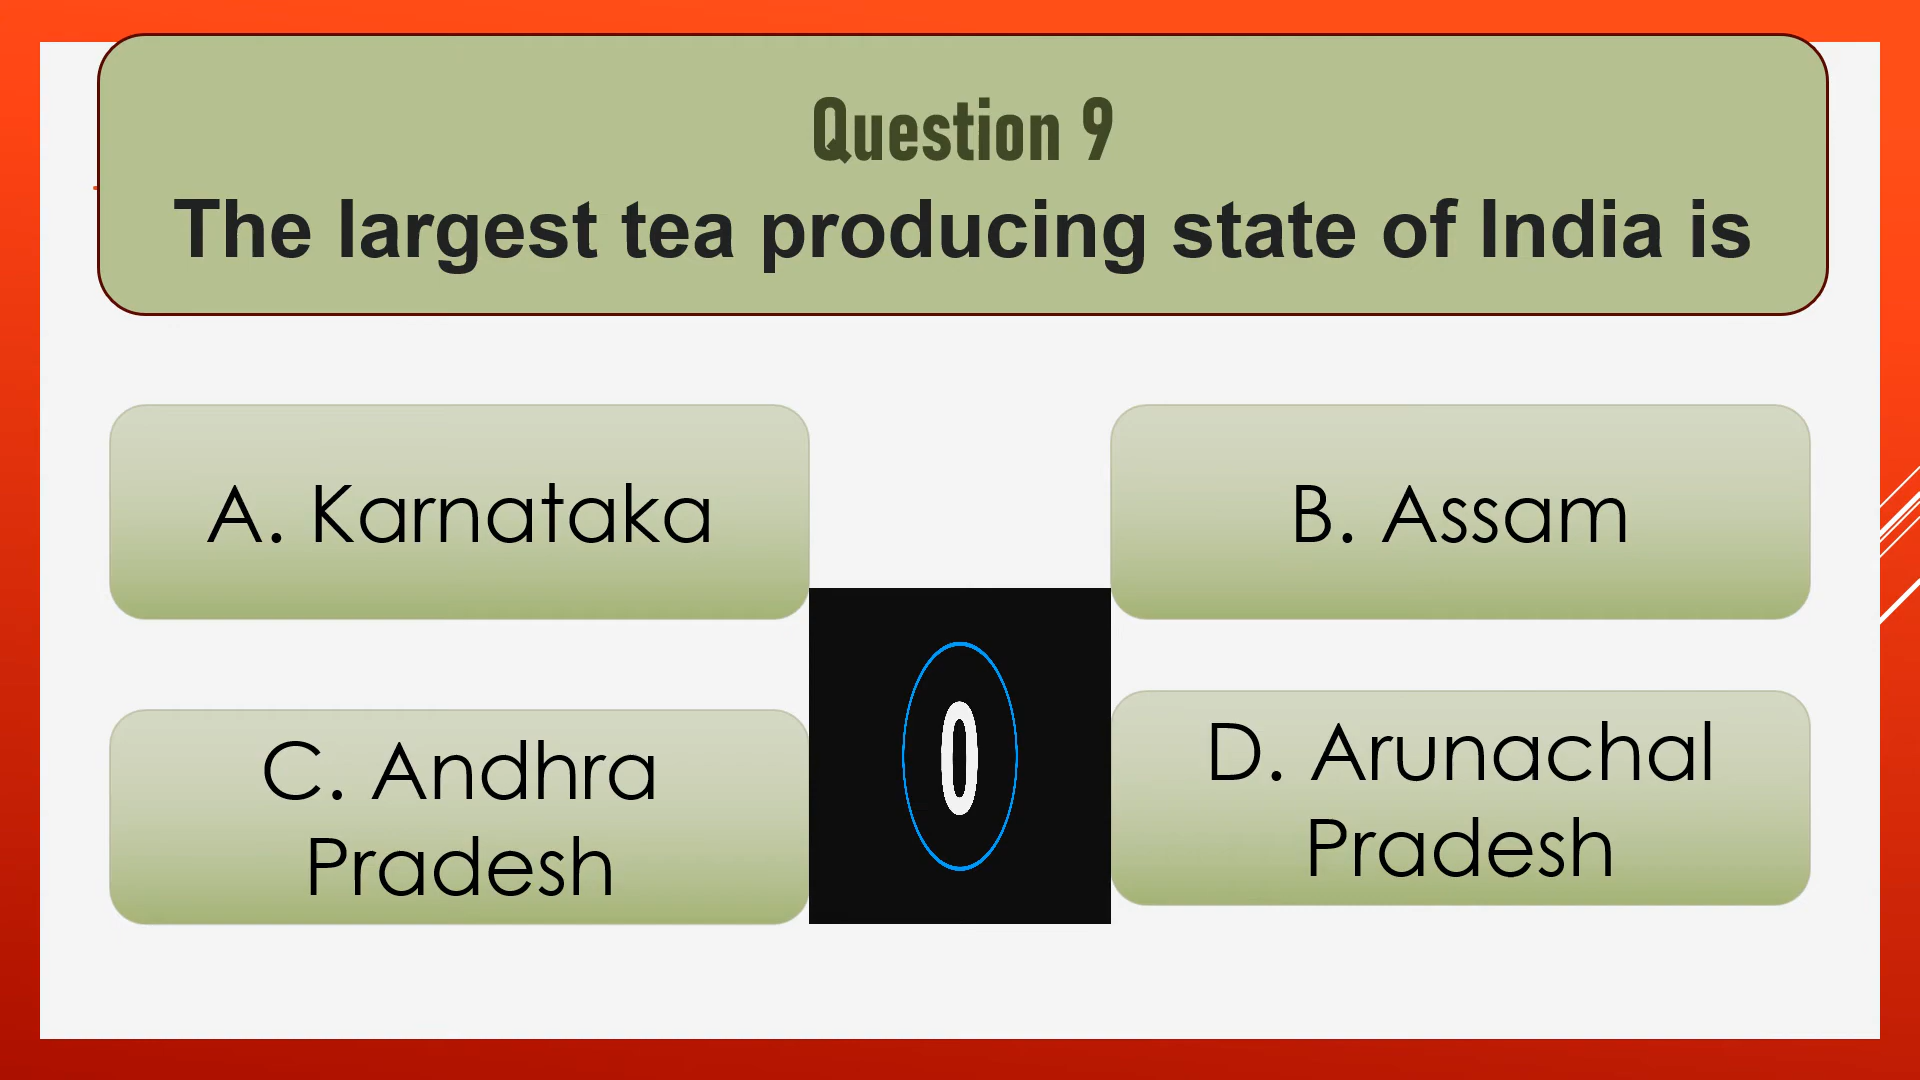 Question 9
The largest tea producing state of India is
A. Karnataka
B. Assam
C. Andhra
Pradesh
0
D. Arunachal
Pradesh